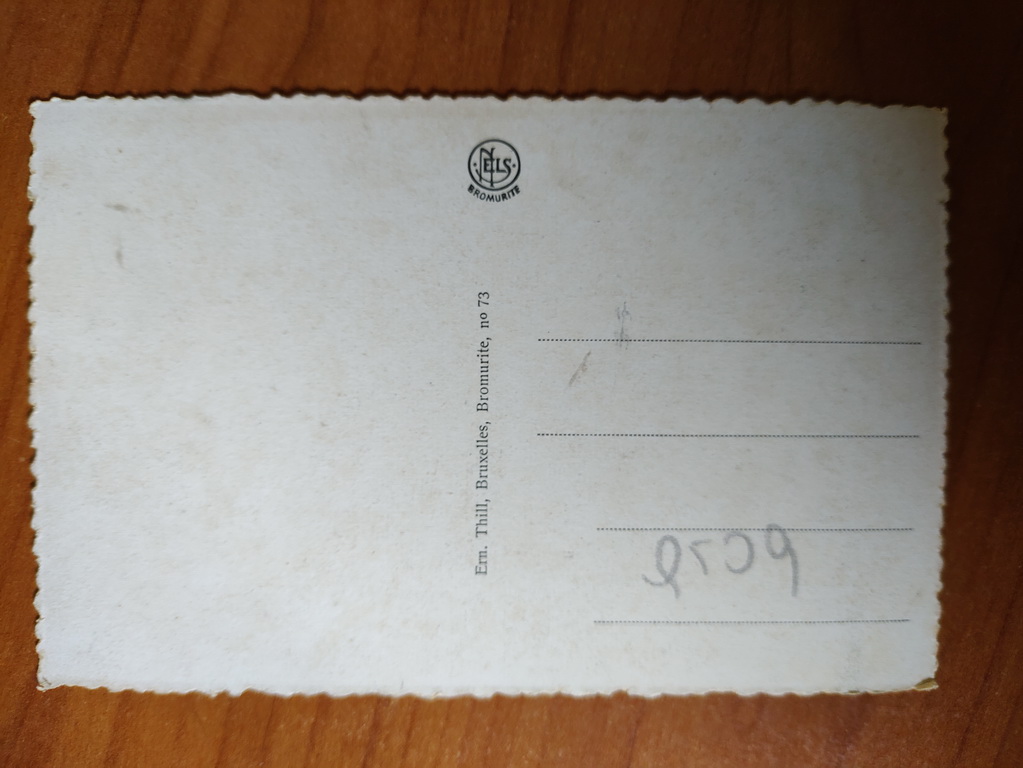 NELS
BROMURITE
Ern. Thill, Bruxelles, Bromurite, nº 73